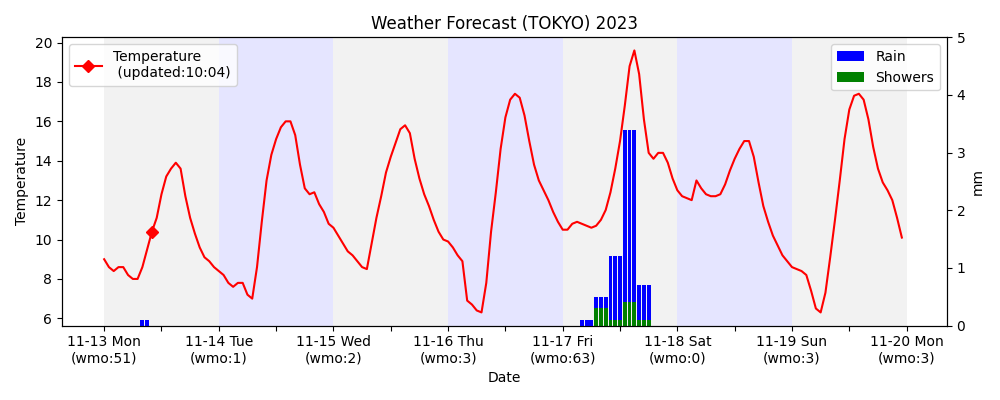 Weather Forecast (TOKYO) 2023
Temperature
(updated:10:04)
Rain
Showers
20
18
16
14
12
10
8
6
Temperature
5
4
3
2
1
0
mm
11-13 Mon 11-14 Tue 11-15 Wed 11-16 Thu 11-17 Fri 11-18 Sat 11-19 Sun 11-20 Mon
(wmo:51) (wmo:1) (wmo:2) (wmo:3) (wmo:63) (wmo:0) (wmo:3) (wmo:3)
Date